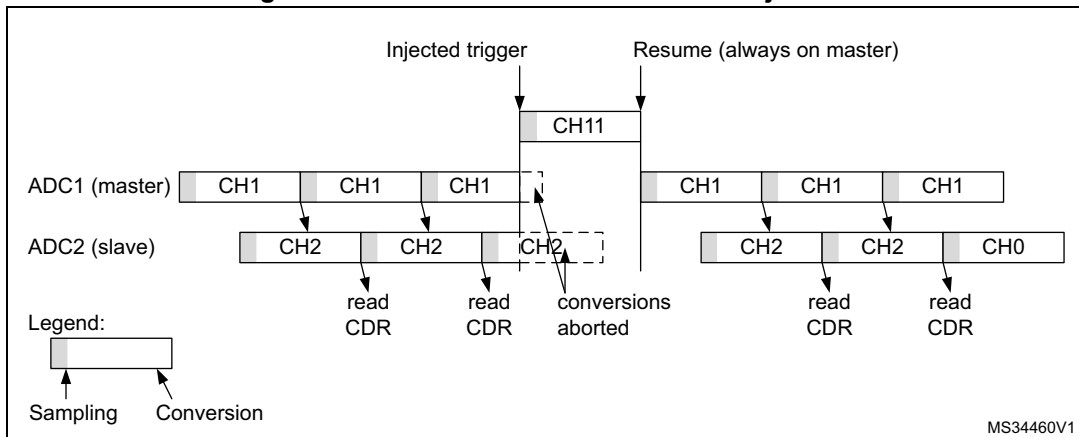 Injected trigger
Resume (always on master)
CH11
ADC1 (master)
CH1
CH1
CH1
CH1
CH1
CH1
ADC2 (slave)
CH2
CH2
CH2
CH2
CH2
CH0
read
CDR
read
CDR
conversions
aborted
read
CDR
read
CDR
Legend:
Sampling
Conversion
MS34460V1